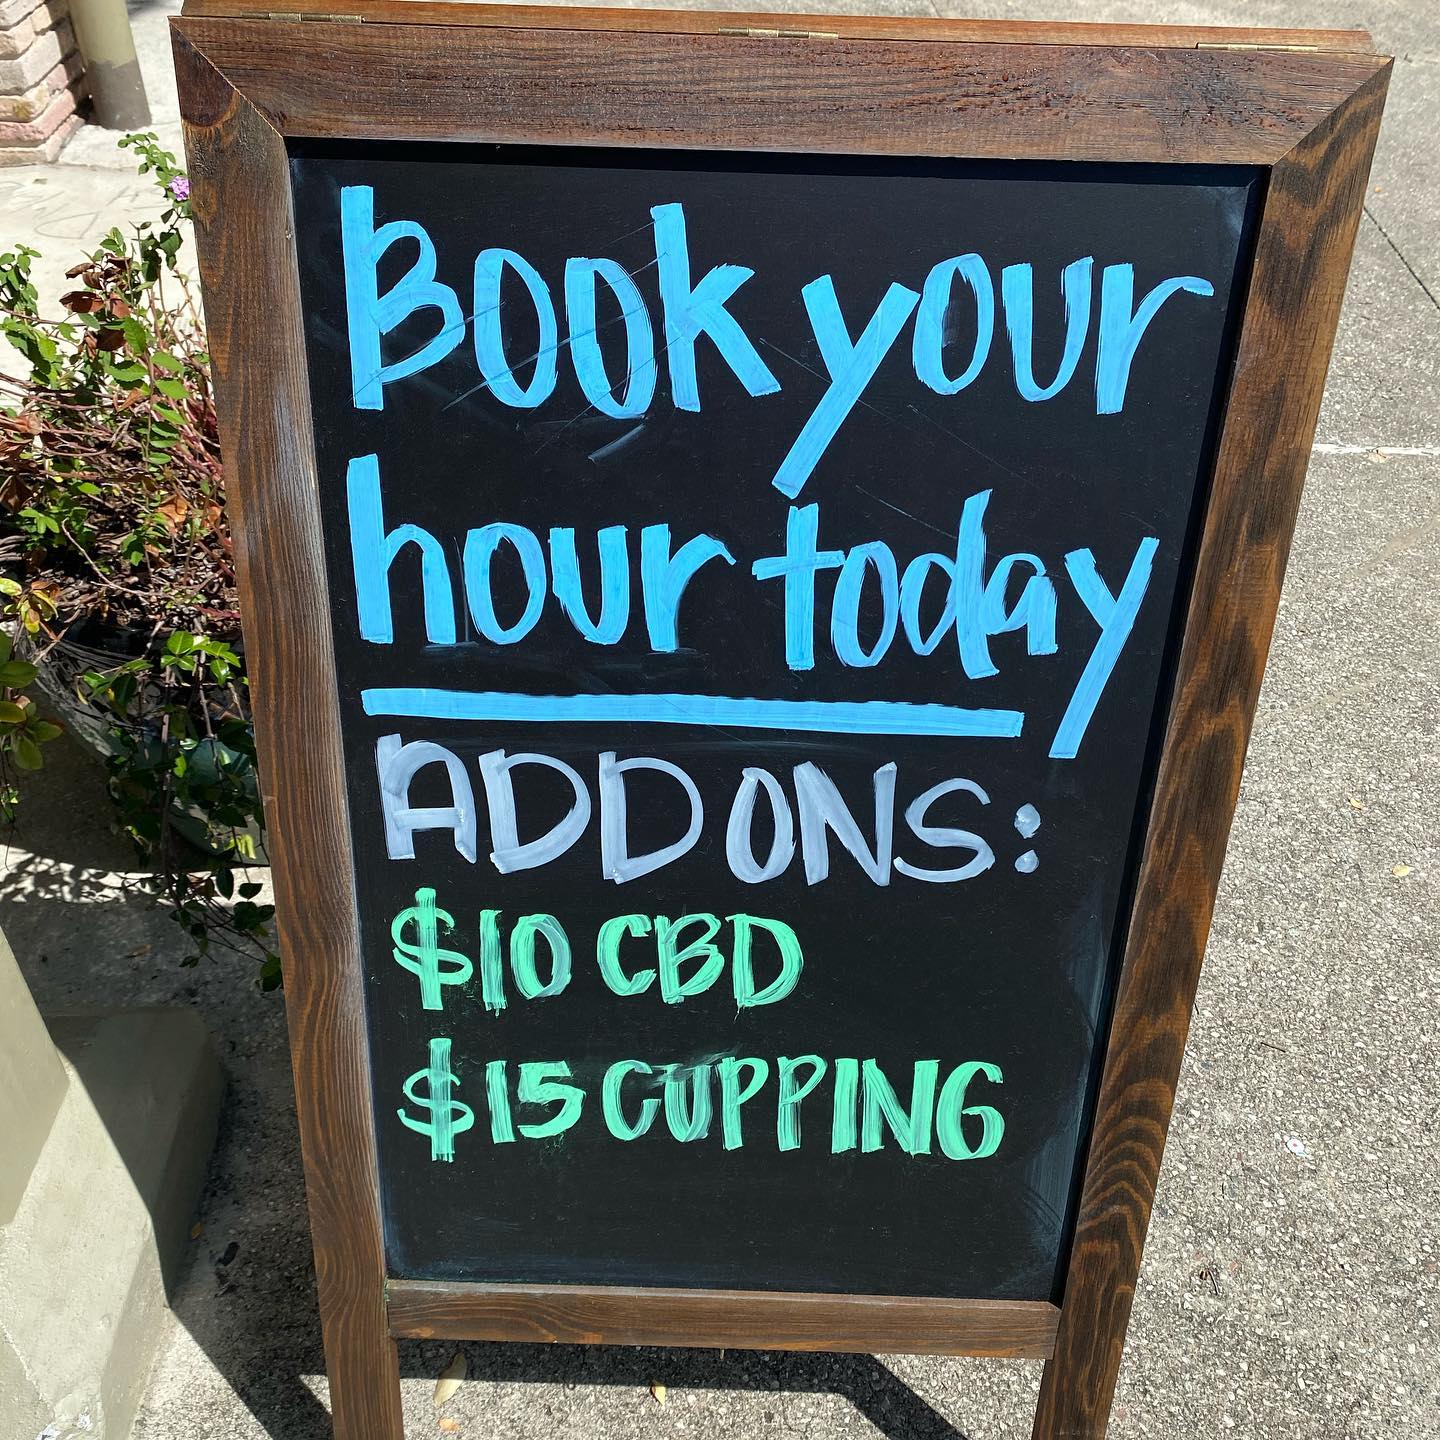 Book your
hour today
ADD ONS:
$10 CBD
$15 CUPPING